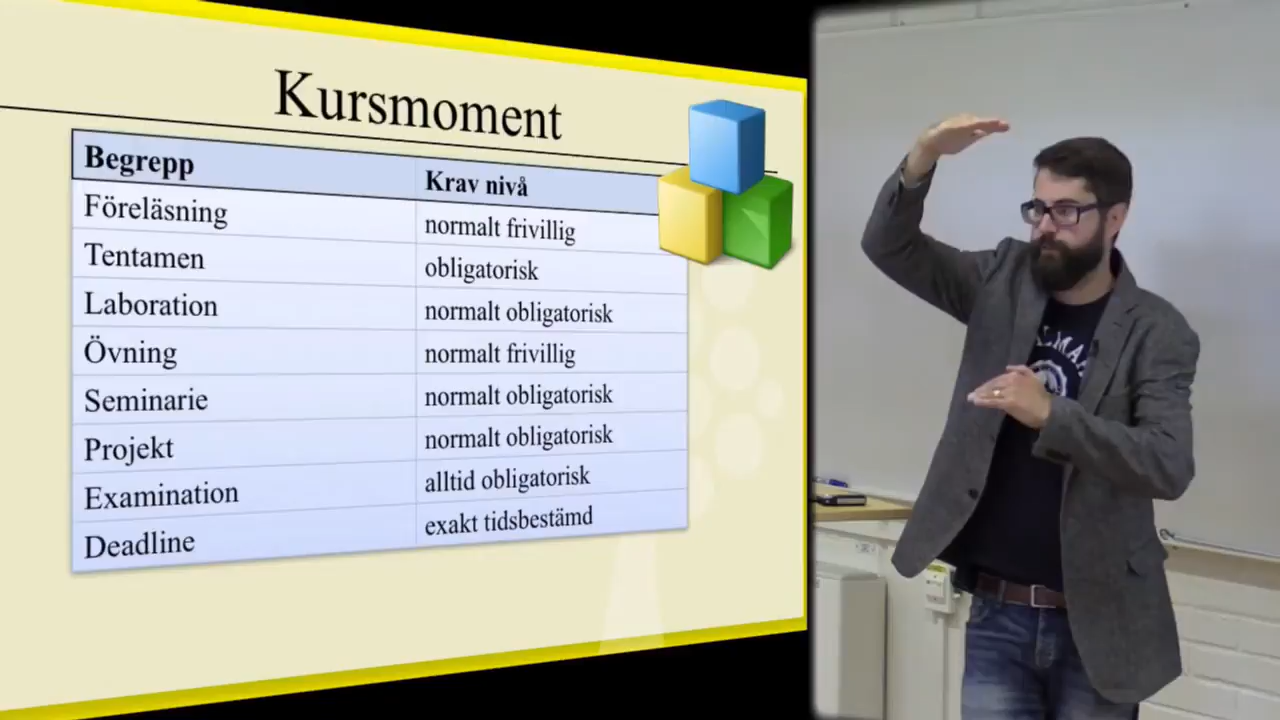 Kursmoment
Begrepp Krav nivå
Föreläsning normalt frivillig
Tentamen obligatorisk
Laboration normalt obligatorisk
Övning normalt frivillig
Seminarie normalt obligatorisk
Projekt normalt obligatorisk
Examination alltid obligatorisk
Deadline exakt tidsbestämd